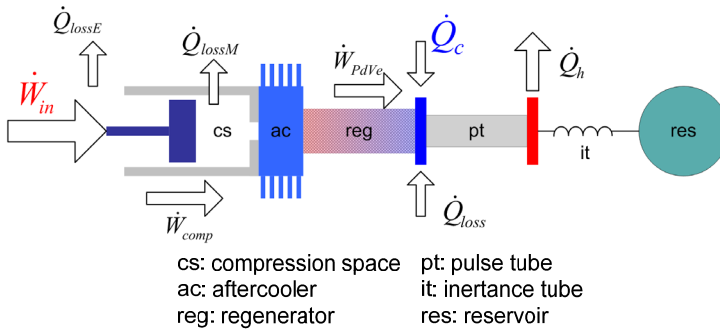 Q̇lossE
Q̇lossM
Ẇin
ẆPdVe
Q̇c
Q̇h
cs
ac
reg
pt
it
res
Ẇcomp
Q̇loss
cs: compression space
pt: pulse tube
ac: aftercooler
it: inertance tube
reg: regenerator
res: reservoir